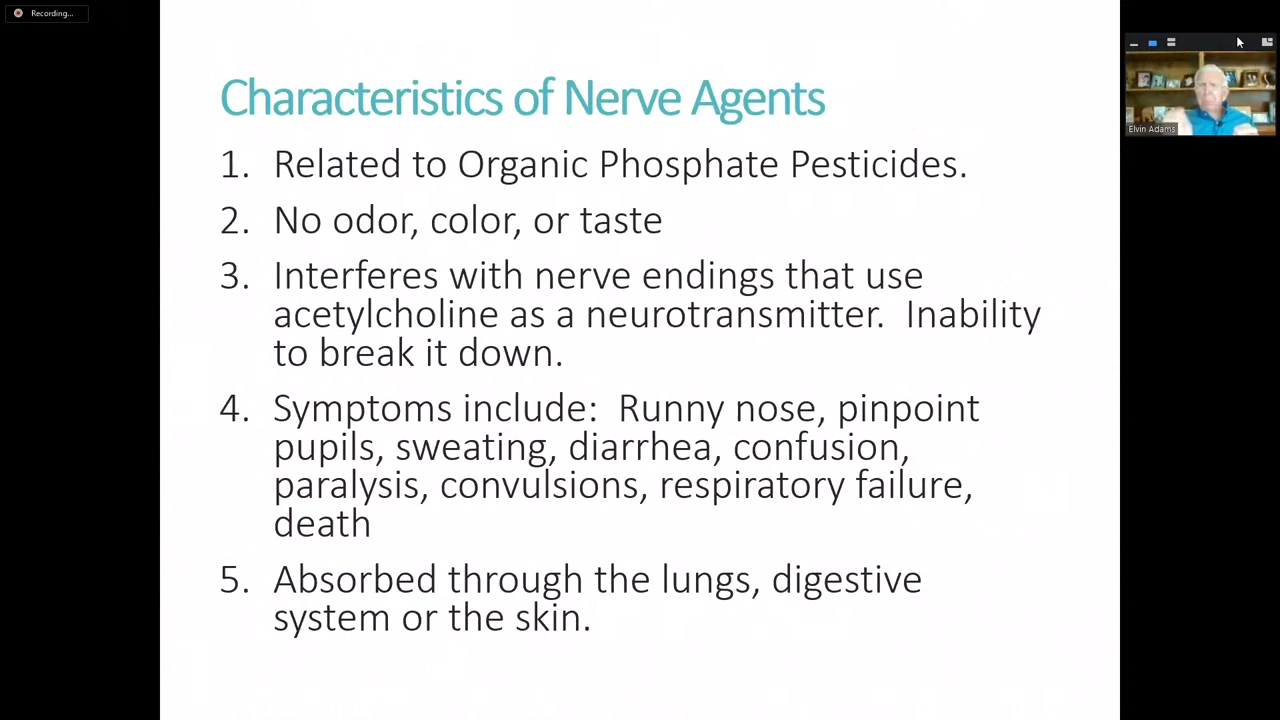 Recording...
Characteristics of Nerve Agents
1. Related to Organic Phosphate Pesticides.
2. No odor, color, or taste
3. Interferes with nerve endings that use
acetylcholine as a neurotransmitter.  Inability
to break it down.
4. Symptoms include:  Runny nose, pinpoint
pupils, sweating, diarrhea, confusion,
paralysis, convulsions, respiratory failure,
death
5. Absorbed through the lungs, digestive
system or the skin.
Elvin Adams